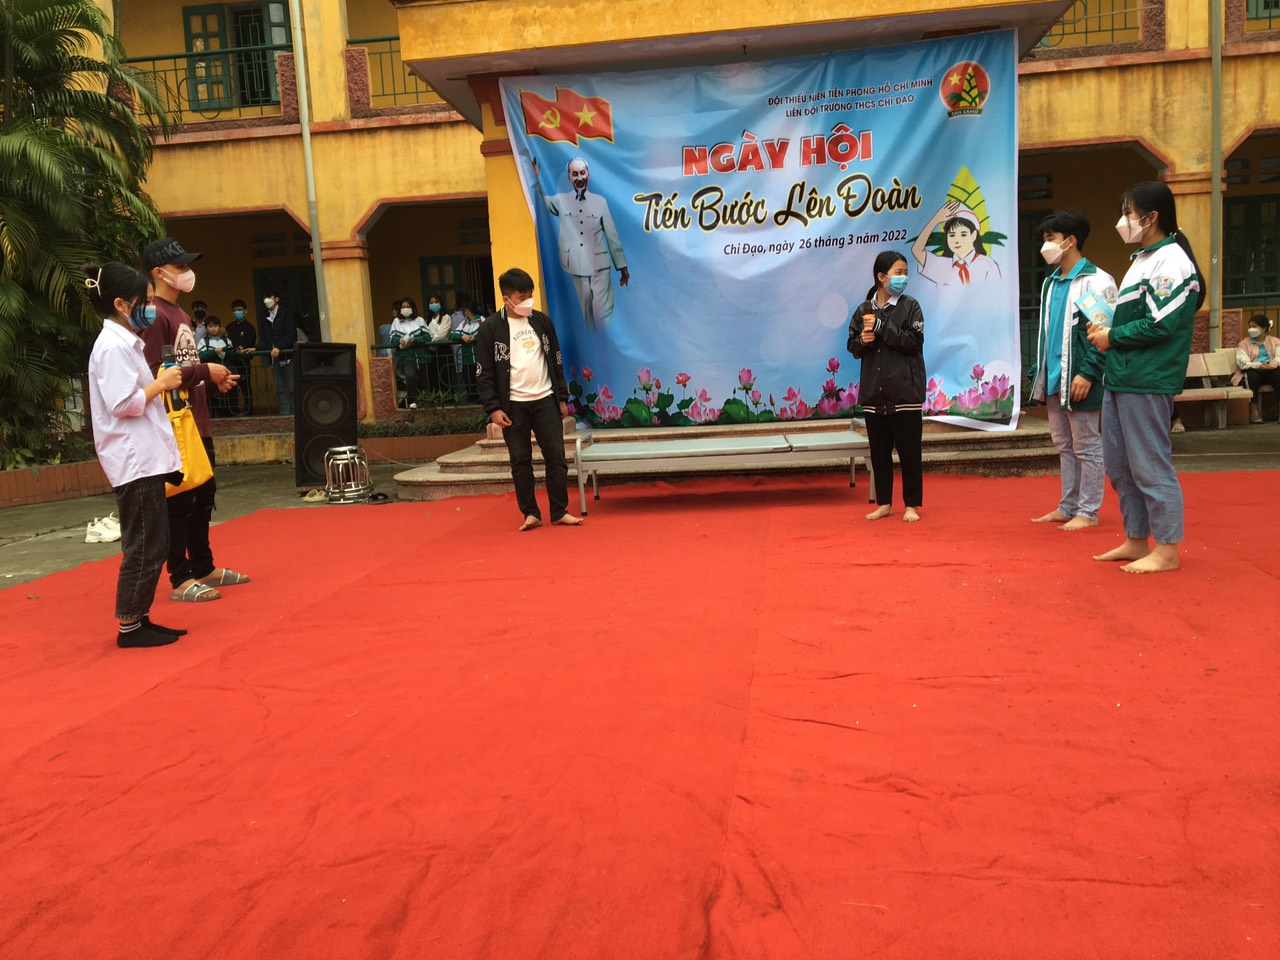 ĐỘI THIẾU NIÊN TIỀN PHONG HỒ CHÍ MINH
LIÊN ĐỘI TRƯỜNG THCS CHỈ ĐẠO
SẴN SÀNG
NGÀY HỘI
Tiến Bước Lên Đoàn
Chỉ Đạo, ngày 26 tháng 3 năm 2022